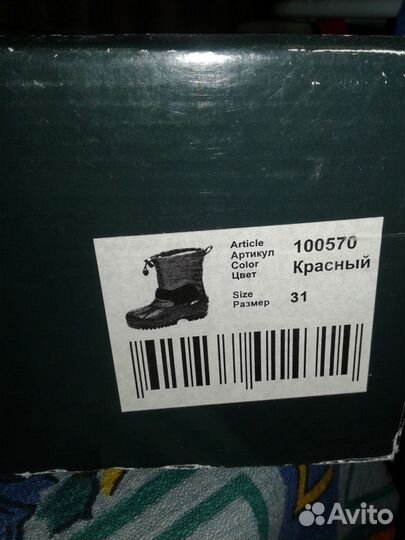 Article
Артикул 100570
Color
Цвет Красный
Size
Размер 31
Avito